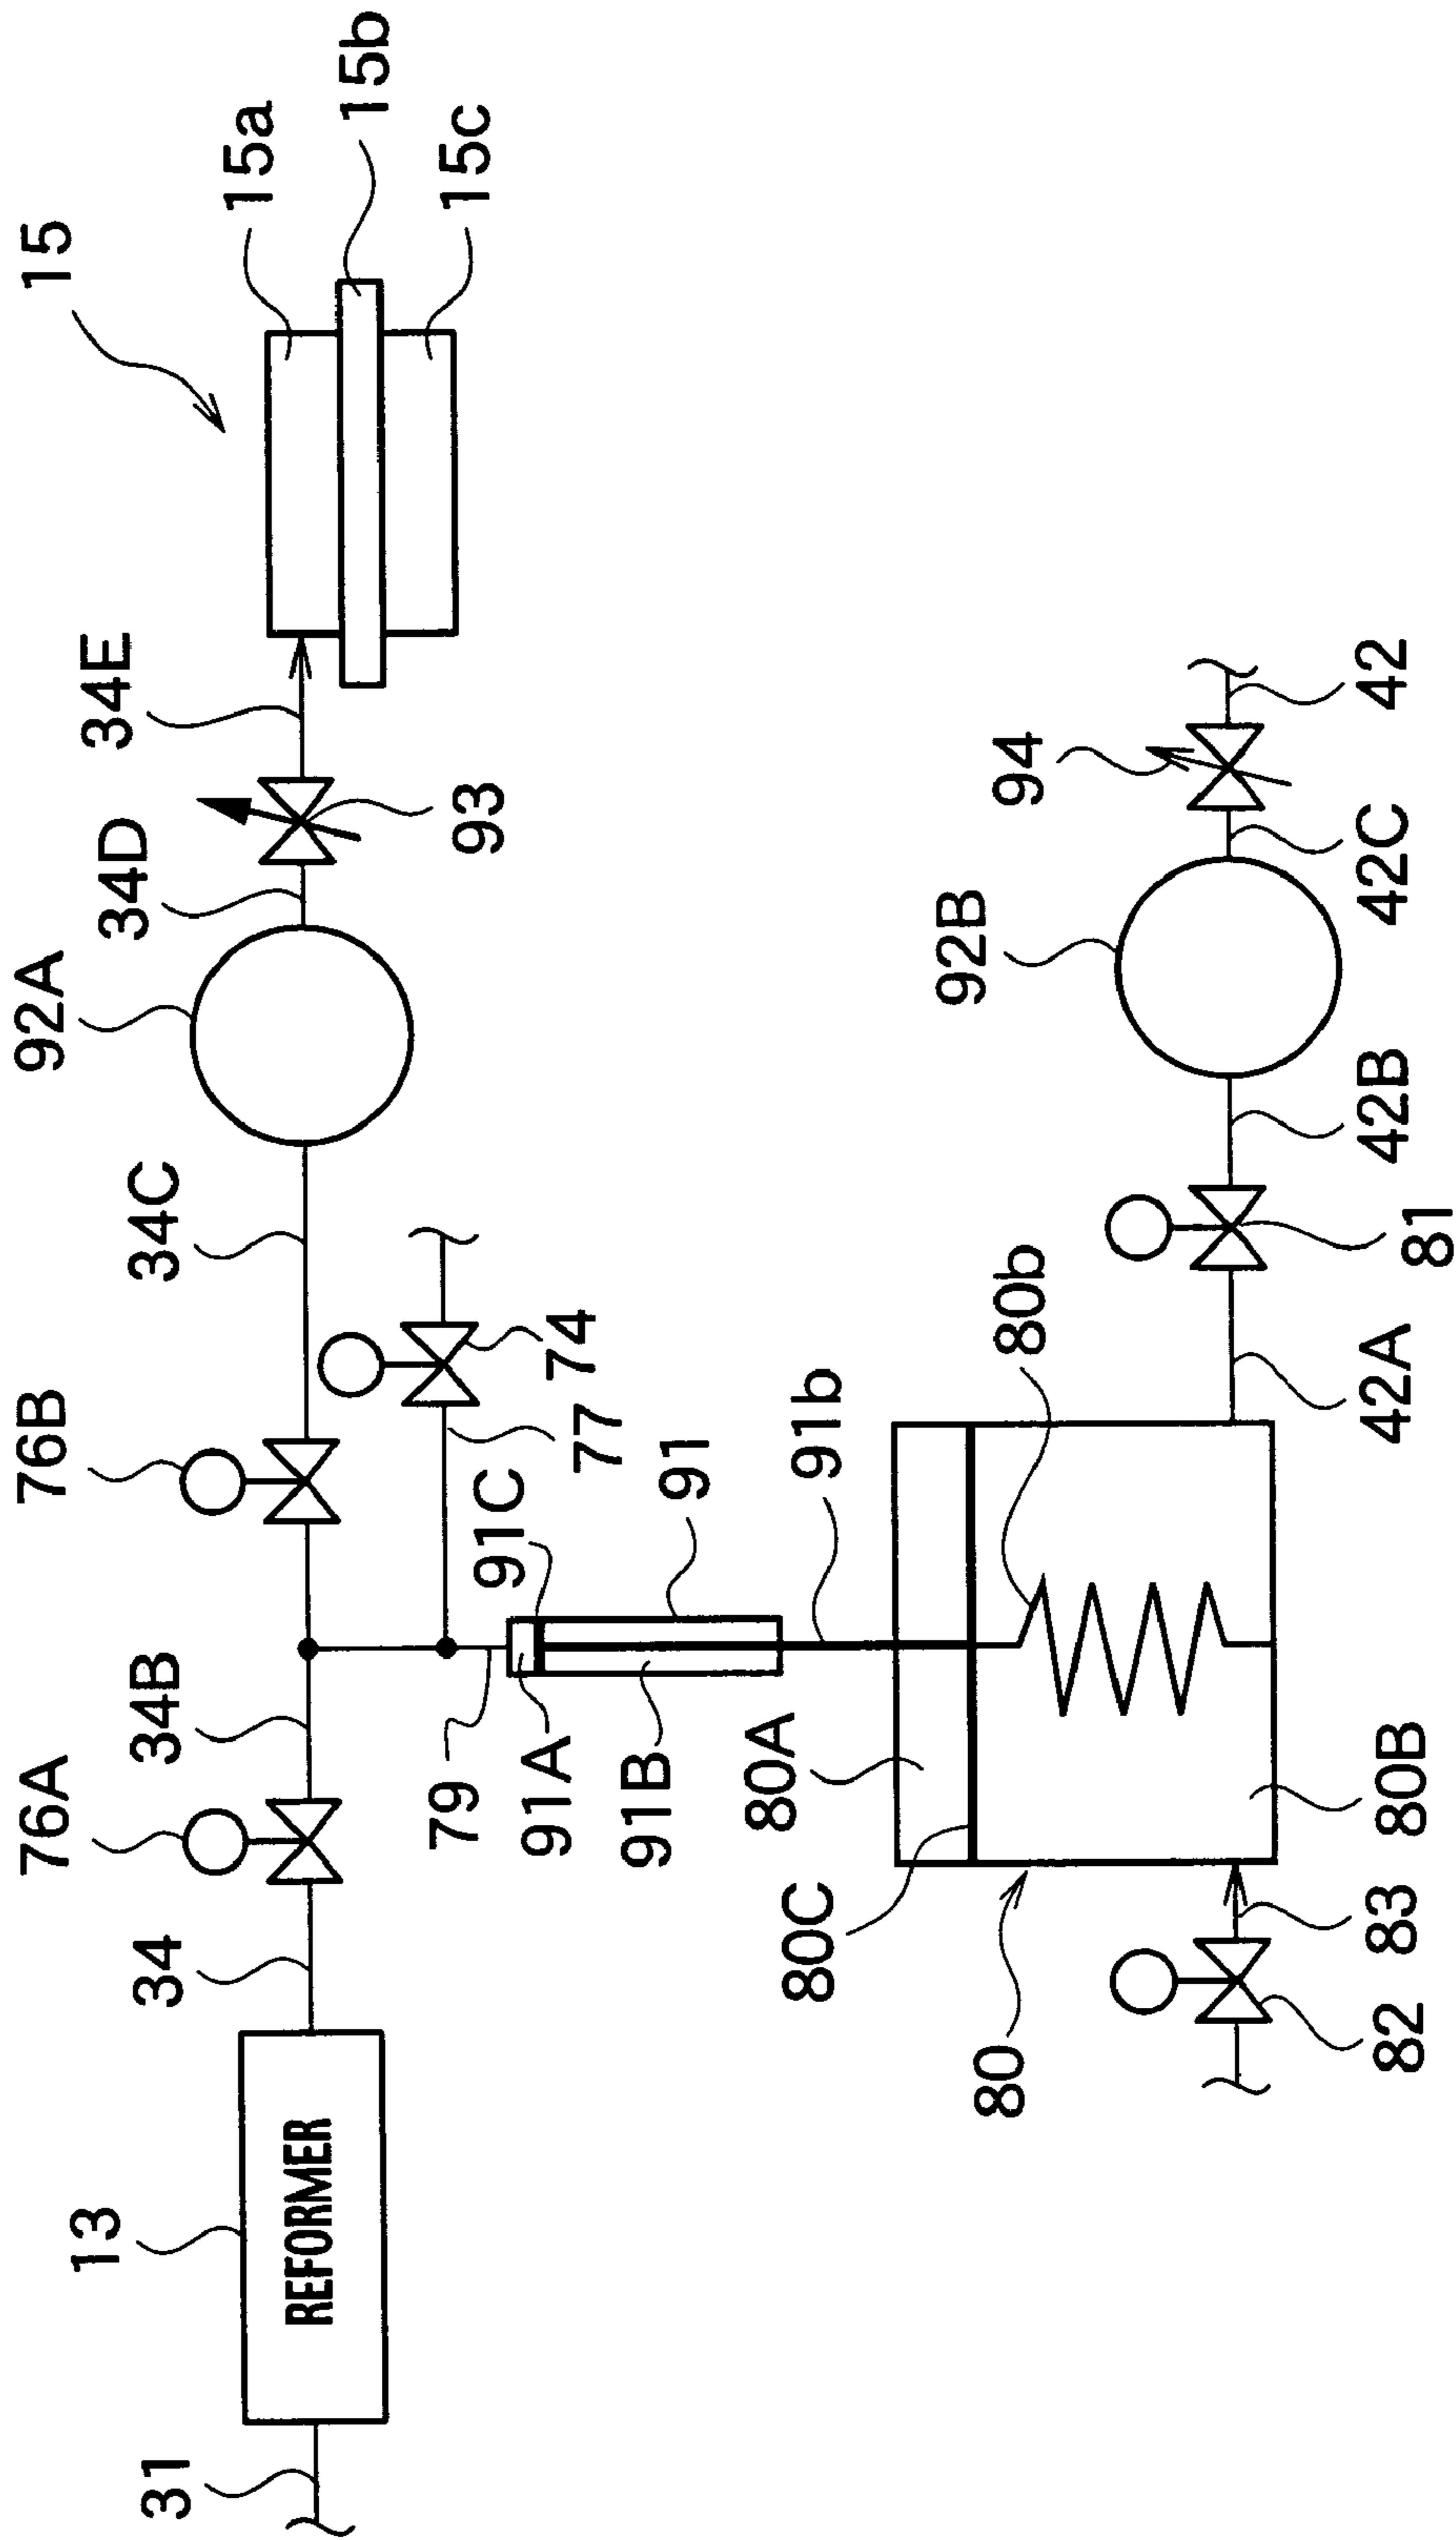 15
15a
15b
15c
34E
34D
93
92A
34C
76B
74
77
34B
76A
34
REFORMER
13
31
79
91C
91A
91B
91
91b
80A
80C
80
80b
80B
83
82
42A
81
42B
92B
42C
94
42